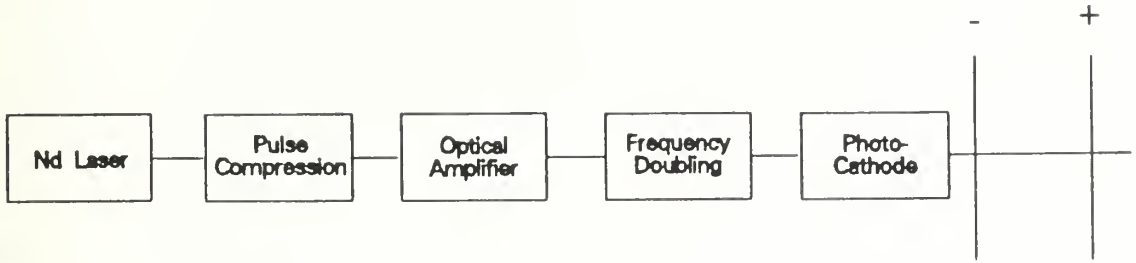 - +
Nd Laser
Pulse
Compression
Optical
Amplifier
Frequency
Doubling
Photo-
Cathode